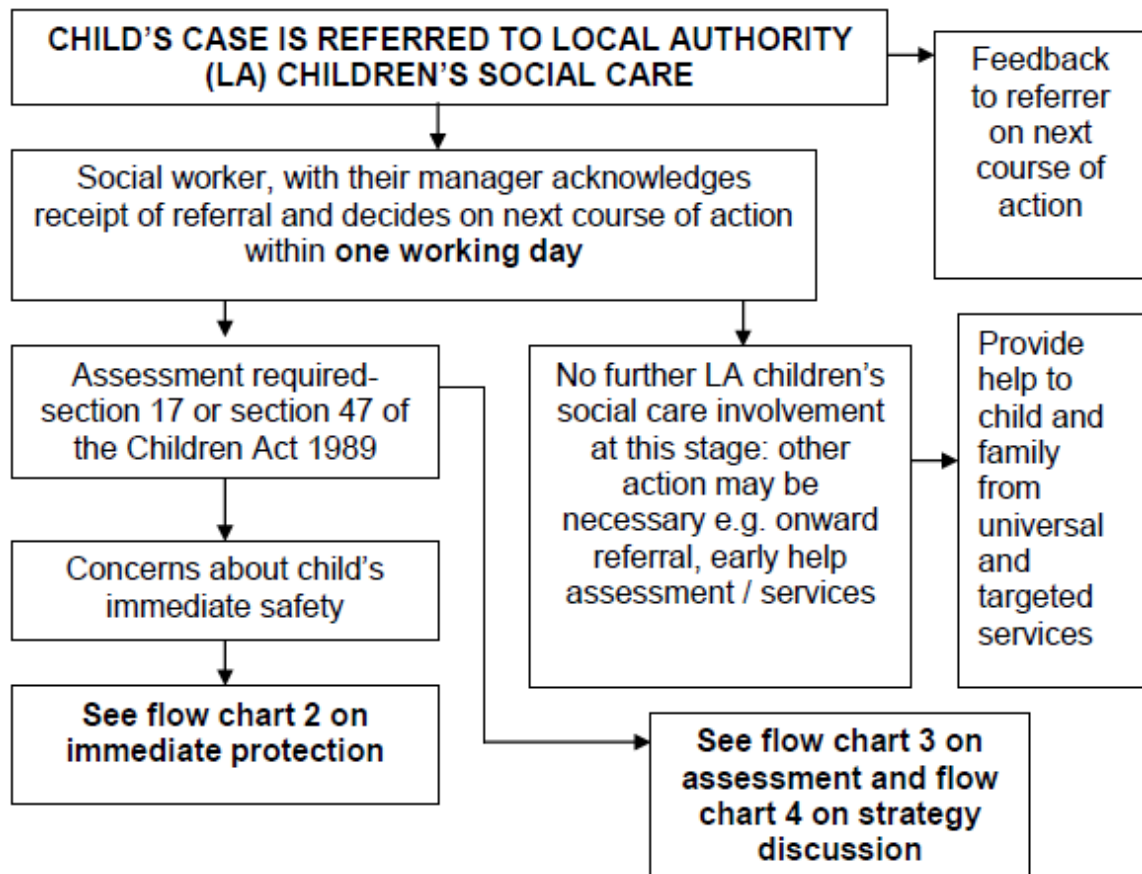 CHILD’S CASE IS REFERRED TO LOCAL AUTHORITY
(LA) CHILDREN’S SOCIAL CARE
Feedback
to referrer
on next
course of
action
Social worker, with their manager acknowledges
receipt of referral and decides on next course of action
within one working day
Assessment required-
section 17 or section 47 of
the Children Act 1989
No further LA children’s
social care involvement
at this stage: other
action may be
necessary e.g. onward
referral, early help
assessment / services
Provide
help to
child and
family
from
universal
and
targeted
services
Concerns about child’s
immediate safety
See flow chart 2 on
immediate protection
See flow chart 3 on
assessment and flow
chart 4 on strategy
discussion